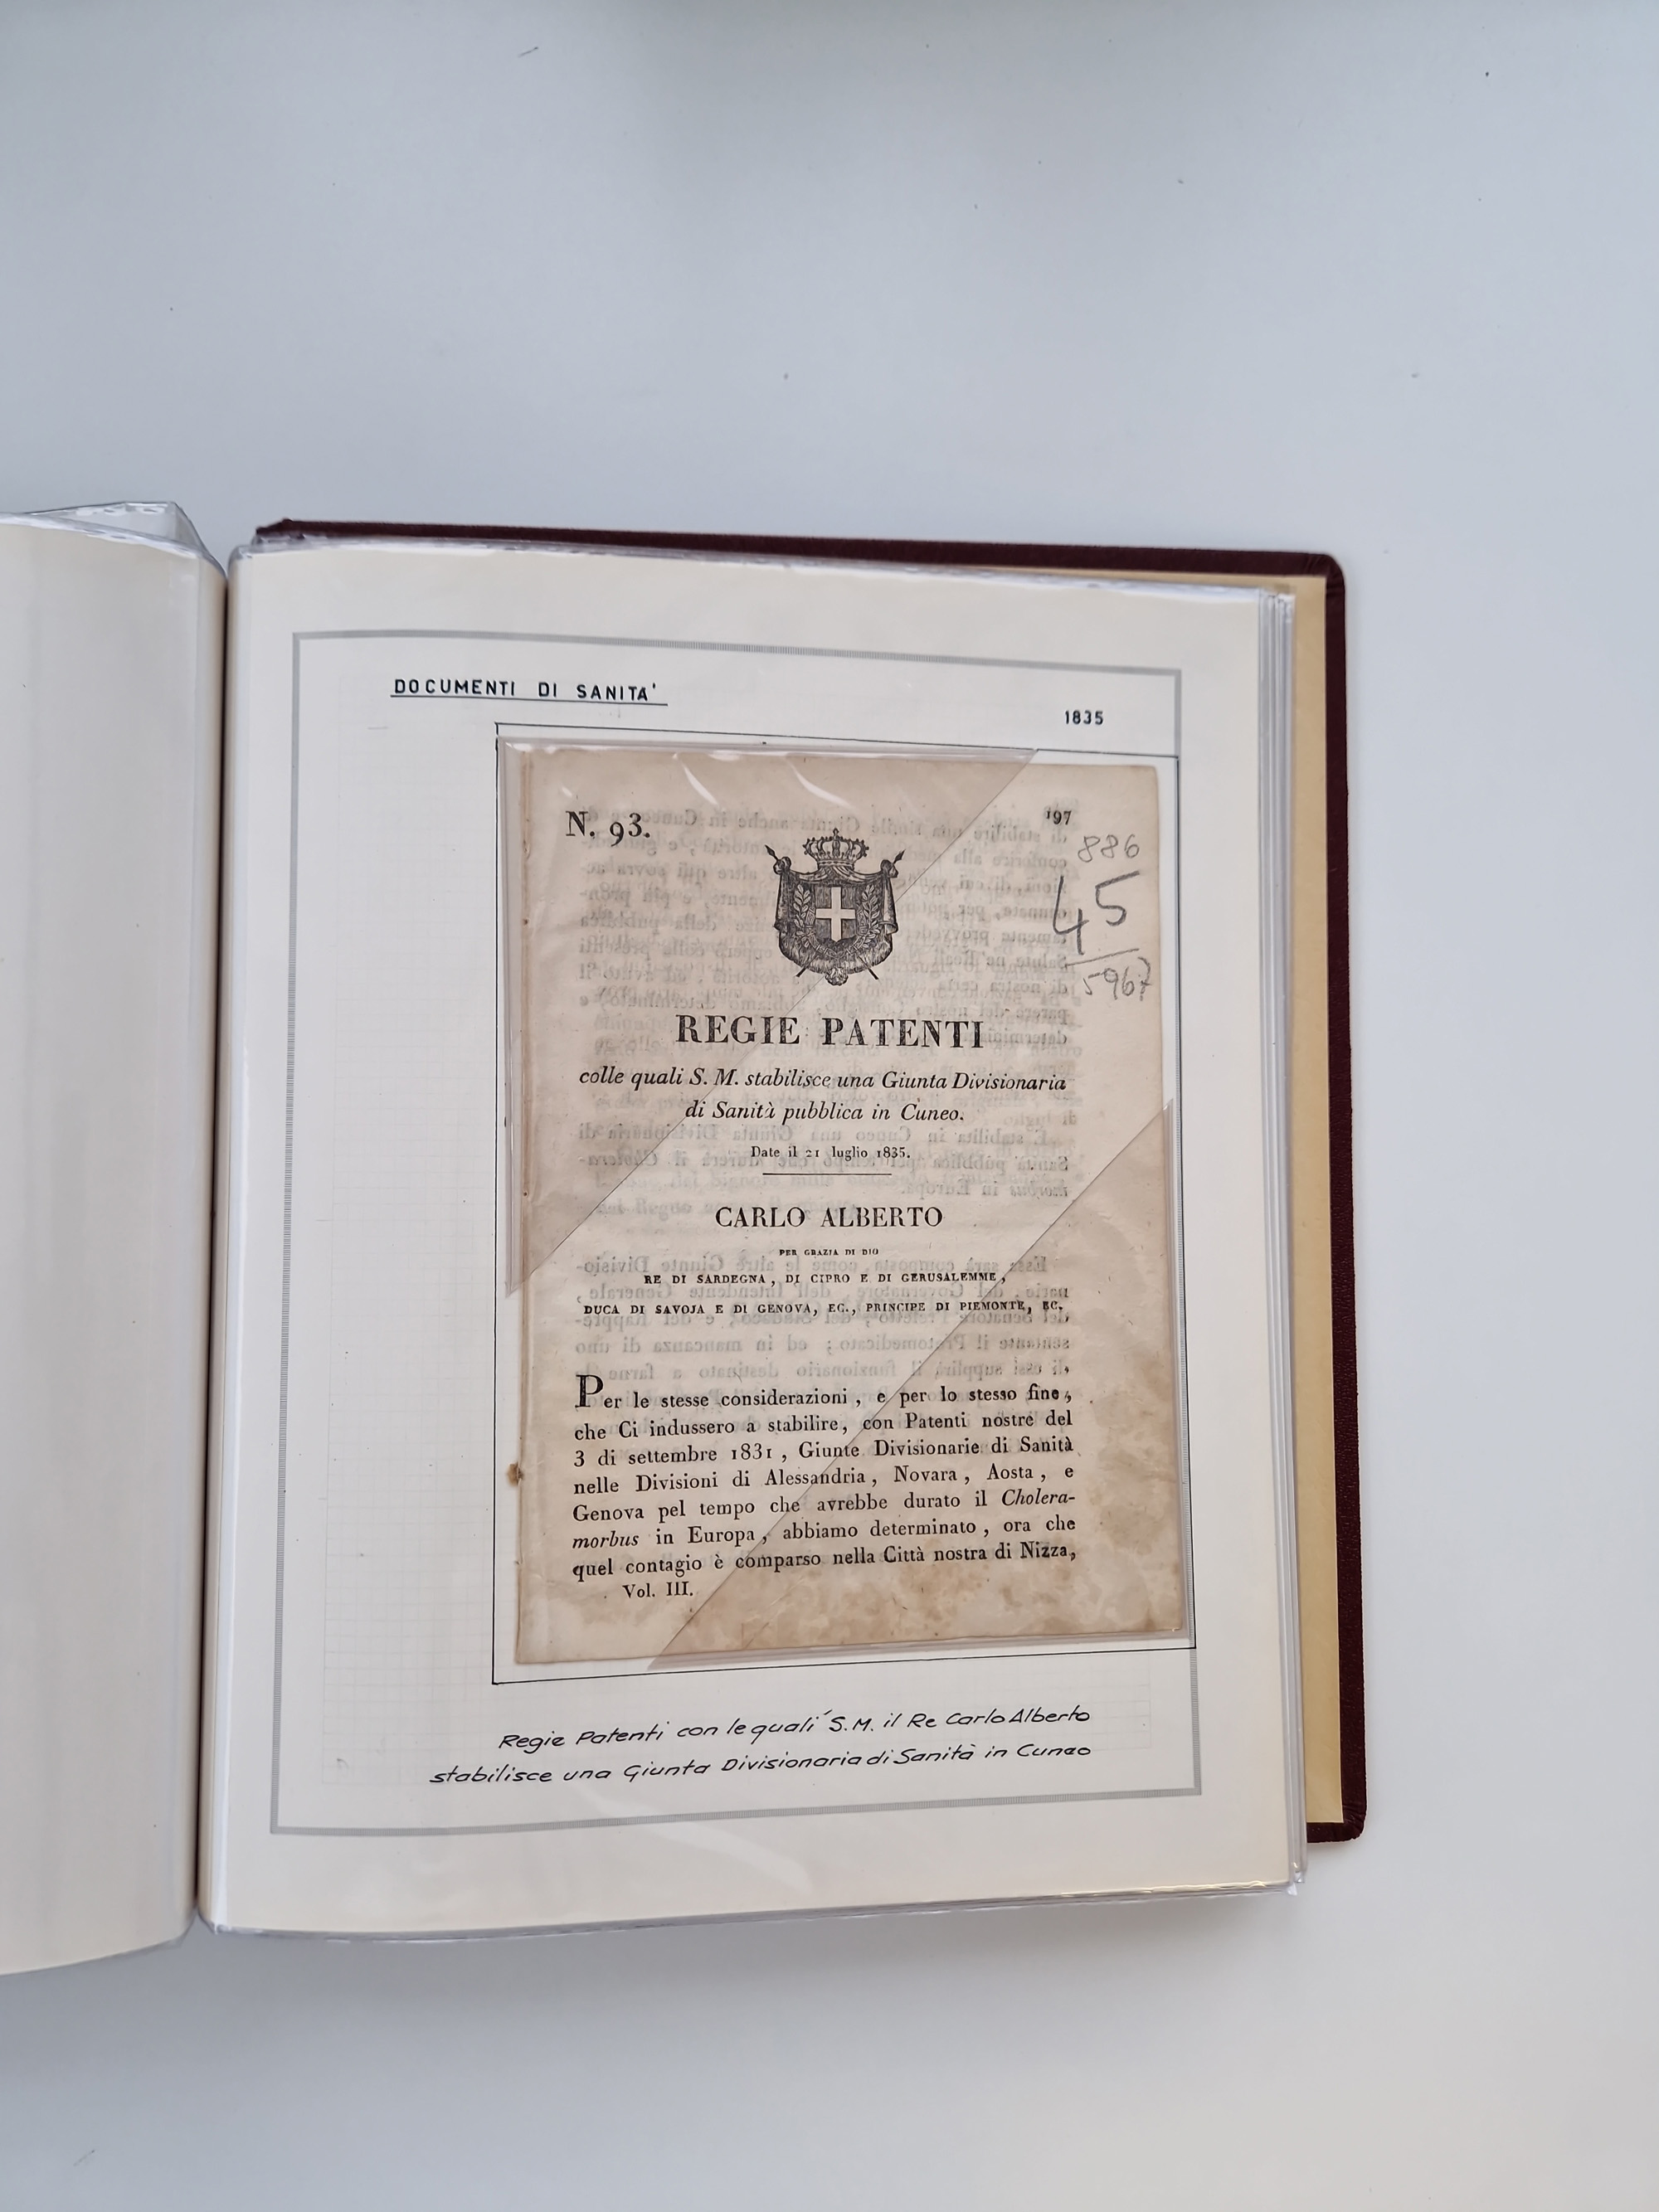 DOCUMENTI DI SANITA'
1835
N. 93.
197
886
45
5967
REGIE PATENTI
colle quali S. M. stabilisce una Giunta Divisionaria
di Sanità pubblica in Cuneo.
Date il 21 luglio 1835.
CARLO ALBERTO
PER GRAZIA DI DIO
RE DI SARDEGNA, DI CIPRO E DI GERUSALEMME,
DUCA DI SAVOJA E DI GENOVA, EC., PRINCIPE DI PIEMONTE, EC.
Per le stesse considerazioni, e per lo stesso fine,
che Ci indussero a stabilire, con Patenti nostre del
3 di settembre 1831, Giunte Divisionarie di Sanità
nelle Divisioni di Alessandria, Novara, Aosta, e
Genova pel tempo che avrebbe durato il Cholera-
morbus in Europa, abbiamo determinato, ora che
quel contagio è comparso nella Città nostra di Nizza,
Vol. III.
Regie Patenti con le quali S.M. il Re Carlo Alberto
stabilisce una Giunta Divisionaria di Sanità in Cuneo